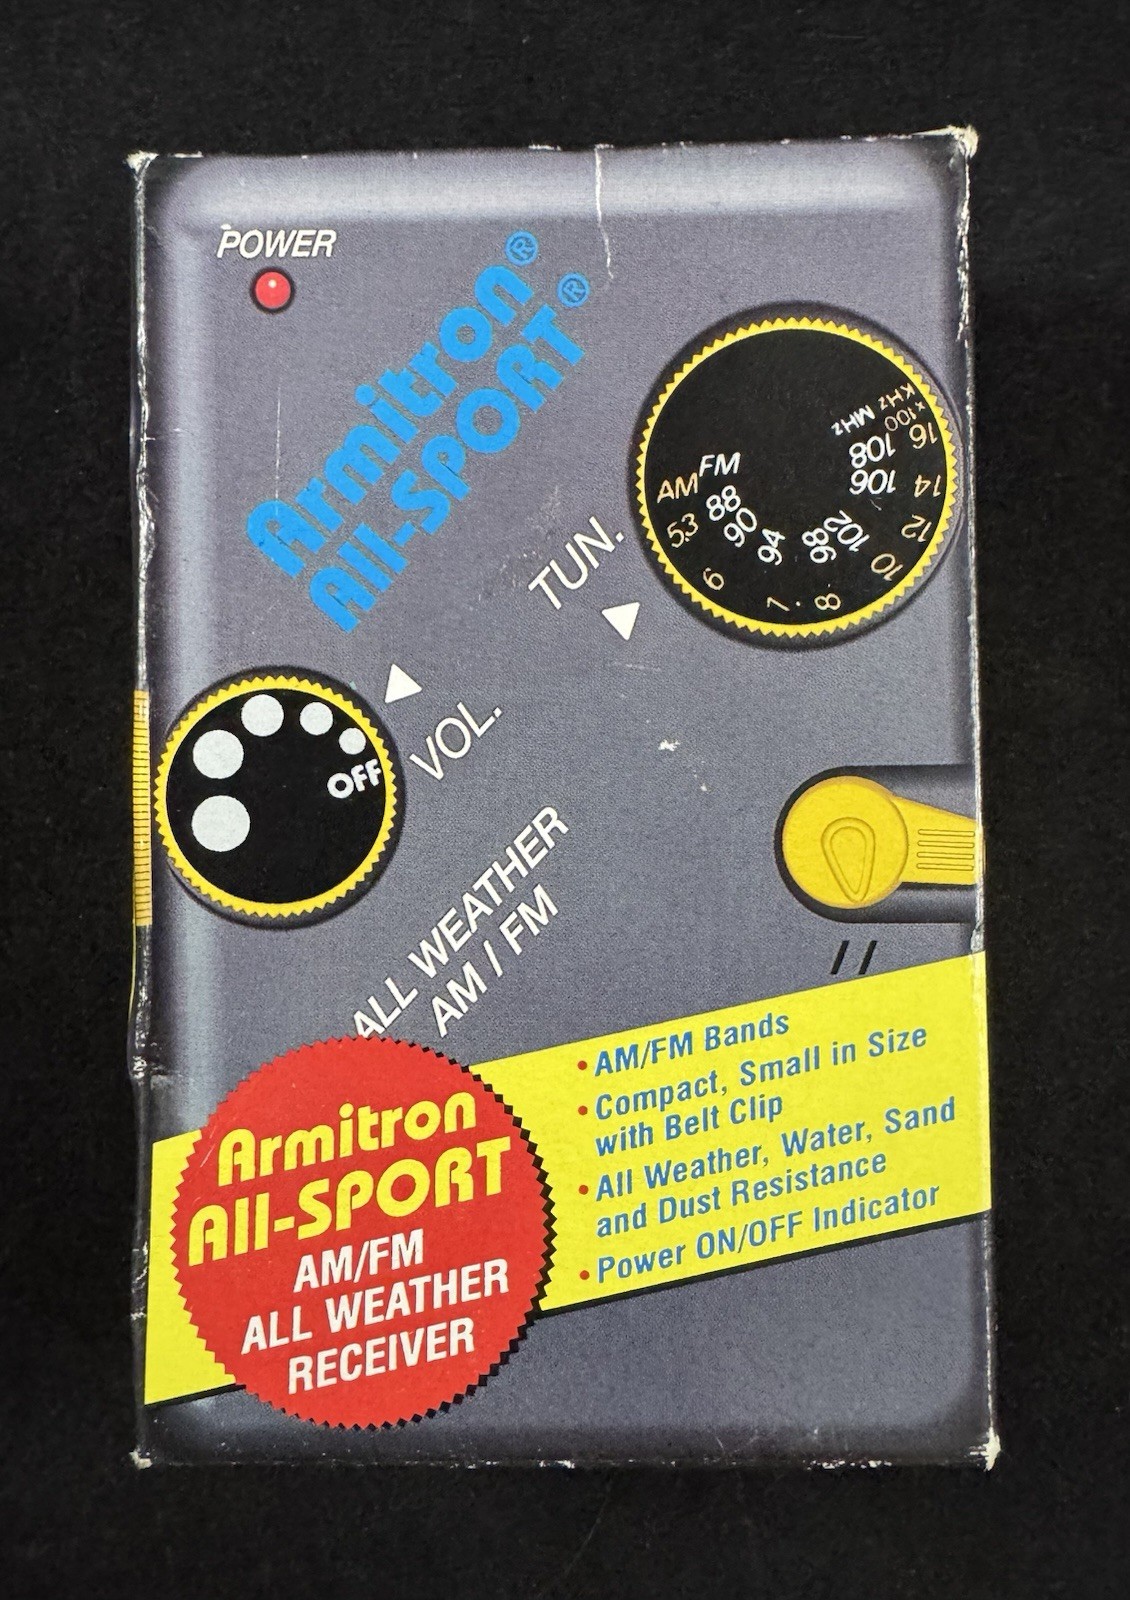 POWER
Armitron®
All-SPORT®
AM FM
53 88
90
6 94
7
98
8
102
10
12
106 14
108 16
MHz x100
KHz
TUN.
VOL.
OFF
ALL WEATHER
AM / FM
Armitron
All-SPORT
AM/FM
ALL WEATHER
RECEIVER
• AM/FM Bands
• Compact, Small in Size
with Belt Clip
• All Weather, Water, Sand
and Dust Resistance
• Power ON/OFF Indicator